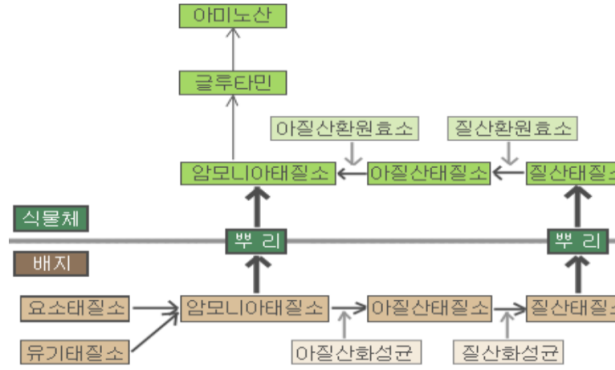 아미노산
글루타민
아질산환원효소 질산환원효소
암모니아태질소 아질산태질소 질산태질소
식물체
뿌 리 뿌 리
배지
요소태질소 암모니아태질소 아질산태질소 질산태질소
유기태질소 아질산화성균 질산화성균